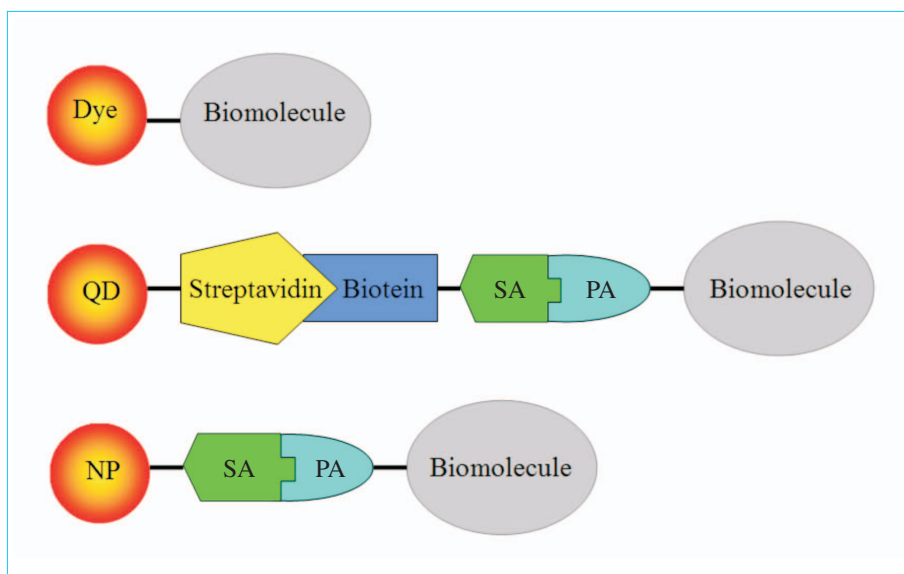 Dye Biomolecule
QD Streptavidin Biotein SA PA Biomolecule
NP SA PA Biomolecule